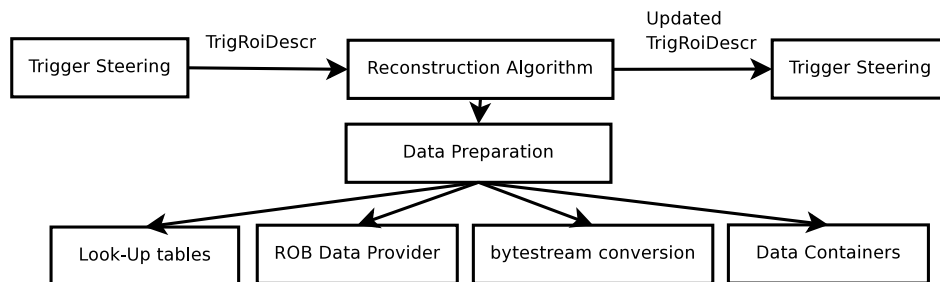 Updated
TrigRoiDescr
TrigRoiDescr
Trigger Steering
Reconstruction Algorithm
Trigger Steering
Data Preparation
Look-Up tables
ROB Data Provider
bytestream conversion
Data Containers